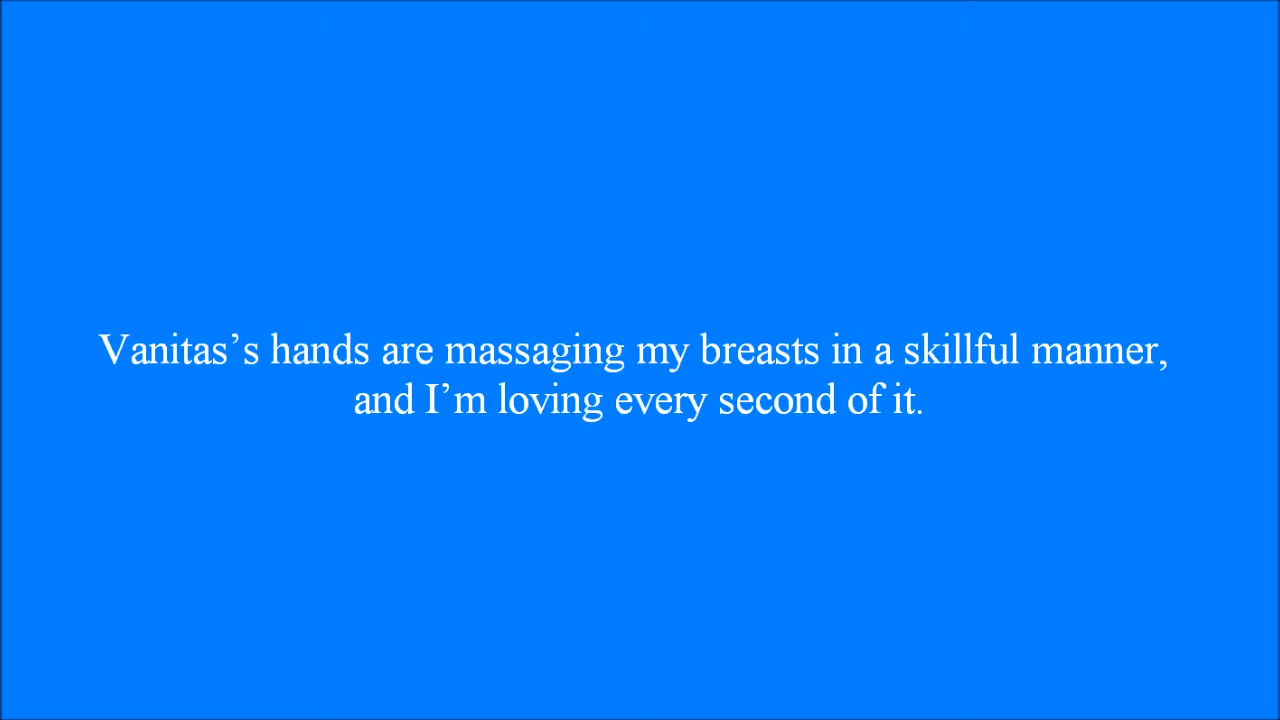 Vanitas’s hands are massaging my breasts in a skillful manner,
and I’m loving every second of it.